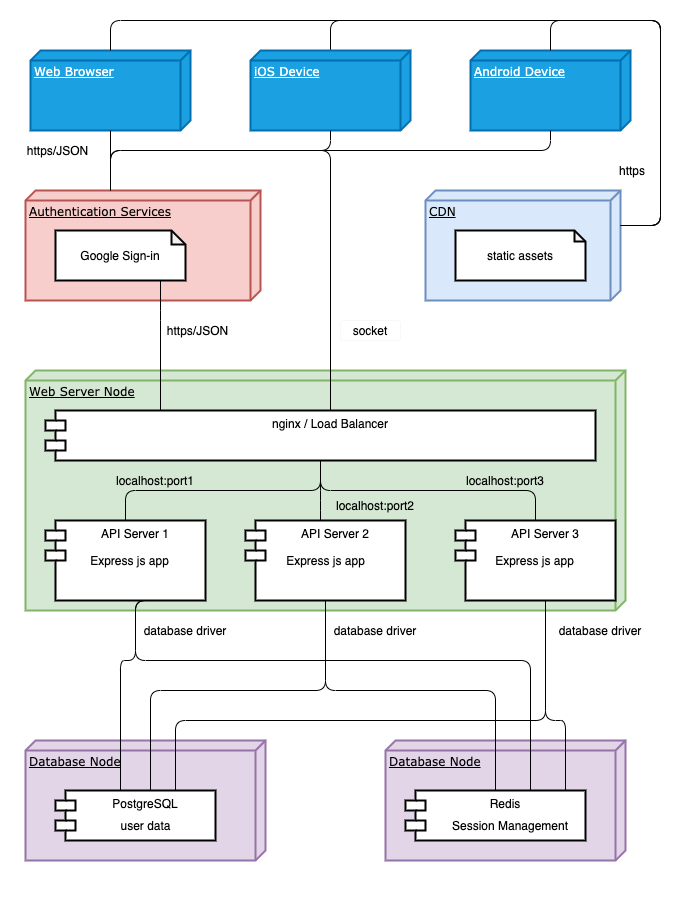 Web Browser
iOS Device
Android Device
https/JSON
https
Authentication Services
CDN
Google Sign-in
static assets
https/JSON
socket
Web Server Node
nginx / Load Balancer
localhost:port1
localhost:port3
localhost:port2
API Server 1
Express js app
API Server 2
Express js app
API Server 3
Express js app
database driver
database driver
database driver
Database Node
PostgreSQL
user data
Database Node
Redis
Session Management